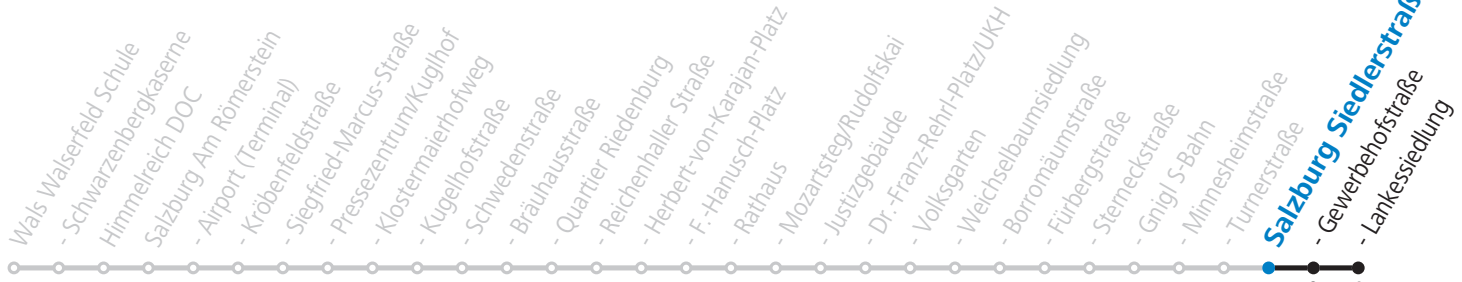 Wals Walserfeld Schule
- Schwarzenbergkaserne
Himmelreich DOC
Salzburg Am Römerstein
- Airport (Terminal)
- Kröbenfeldstraße
- Siegfried-Marcus-Straße
- Pressezentrum/Kuglhof
- Klostermaierhofweg
- Kugelhofstraße
- Schwedenstraße
- Bräuhausstraße
- Quartier Riedenburg
- Reichenhaller Straße
- Herbert-von-Karajan-Platz
- F.-Hanusch-Platz
- Rathaus
- Mozartsteg/Rudolfskai
- Justizgebäude
- Dr.-Franz-Rehrl-Platz/UKH
- Volksgarten
- Weichselbaumsiedlung
- Borromäumstraße
- Fürbergstraße
- Sterneckstraße
- Gnigl S-Bahn
- Minnesheimstraße
- Turnerstraße
Salzburg Siedlerstraß
- Gewerbehofstraße
- Lankessiedlung